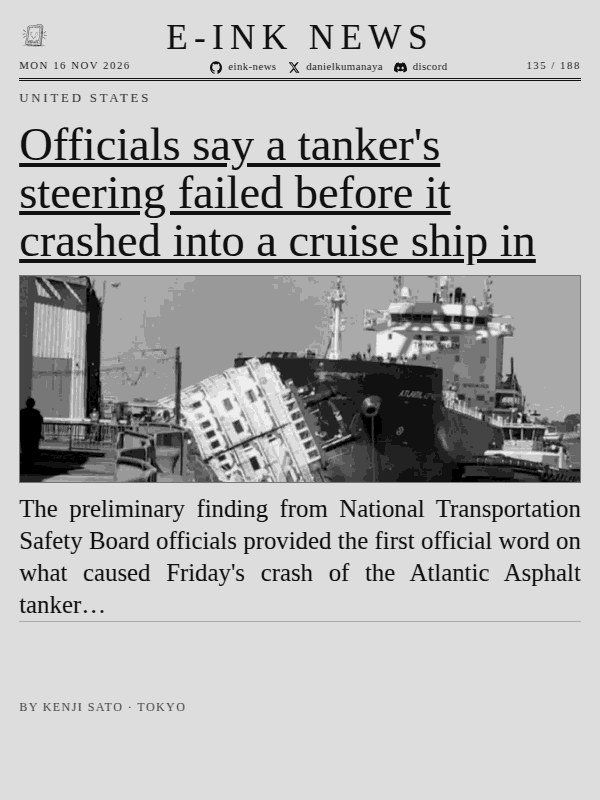 E-INK NEWS
MON 16 NOV 2026
eink-news
danielkumanaya
discord
135 / 188
UNITED STATES
Officials say a tanker's
steering failed before it
crashed into a cruise ship in
The preliminary finding from National Transportation
Safety Board officials provided the first official word on
what caused Friday's crash of the Atlantic Asphalt
tanker…
BY KENJI SATO · TOKYO